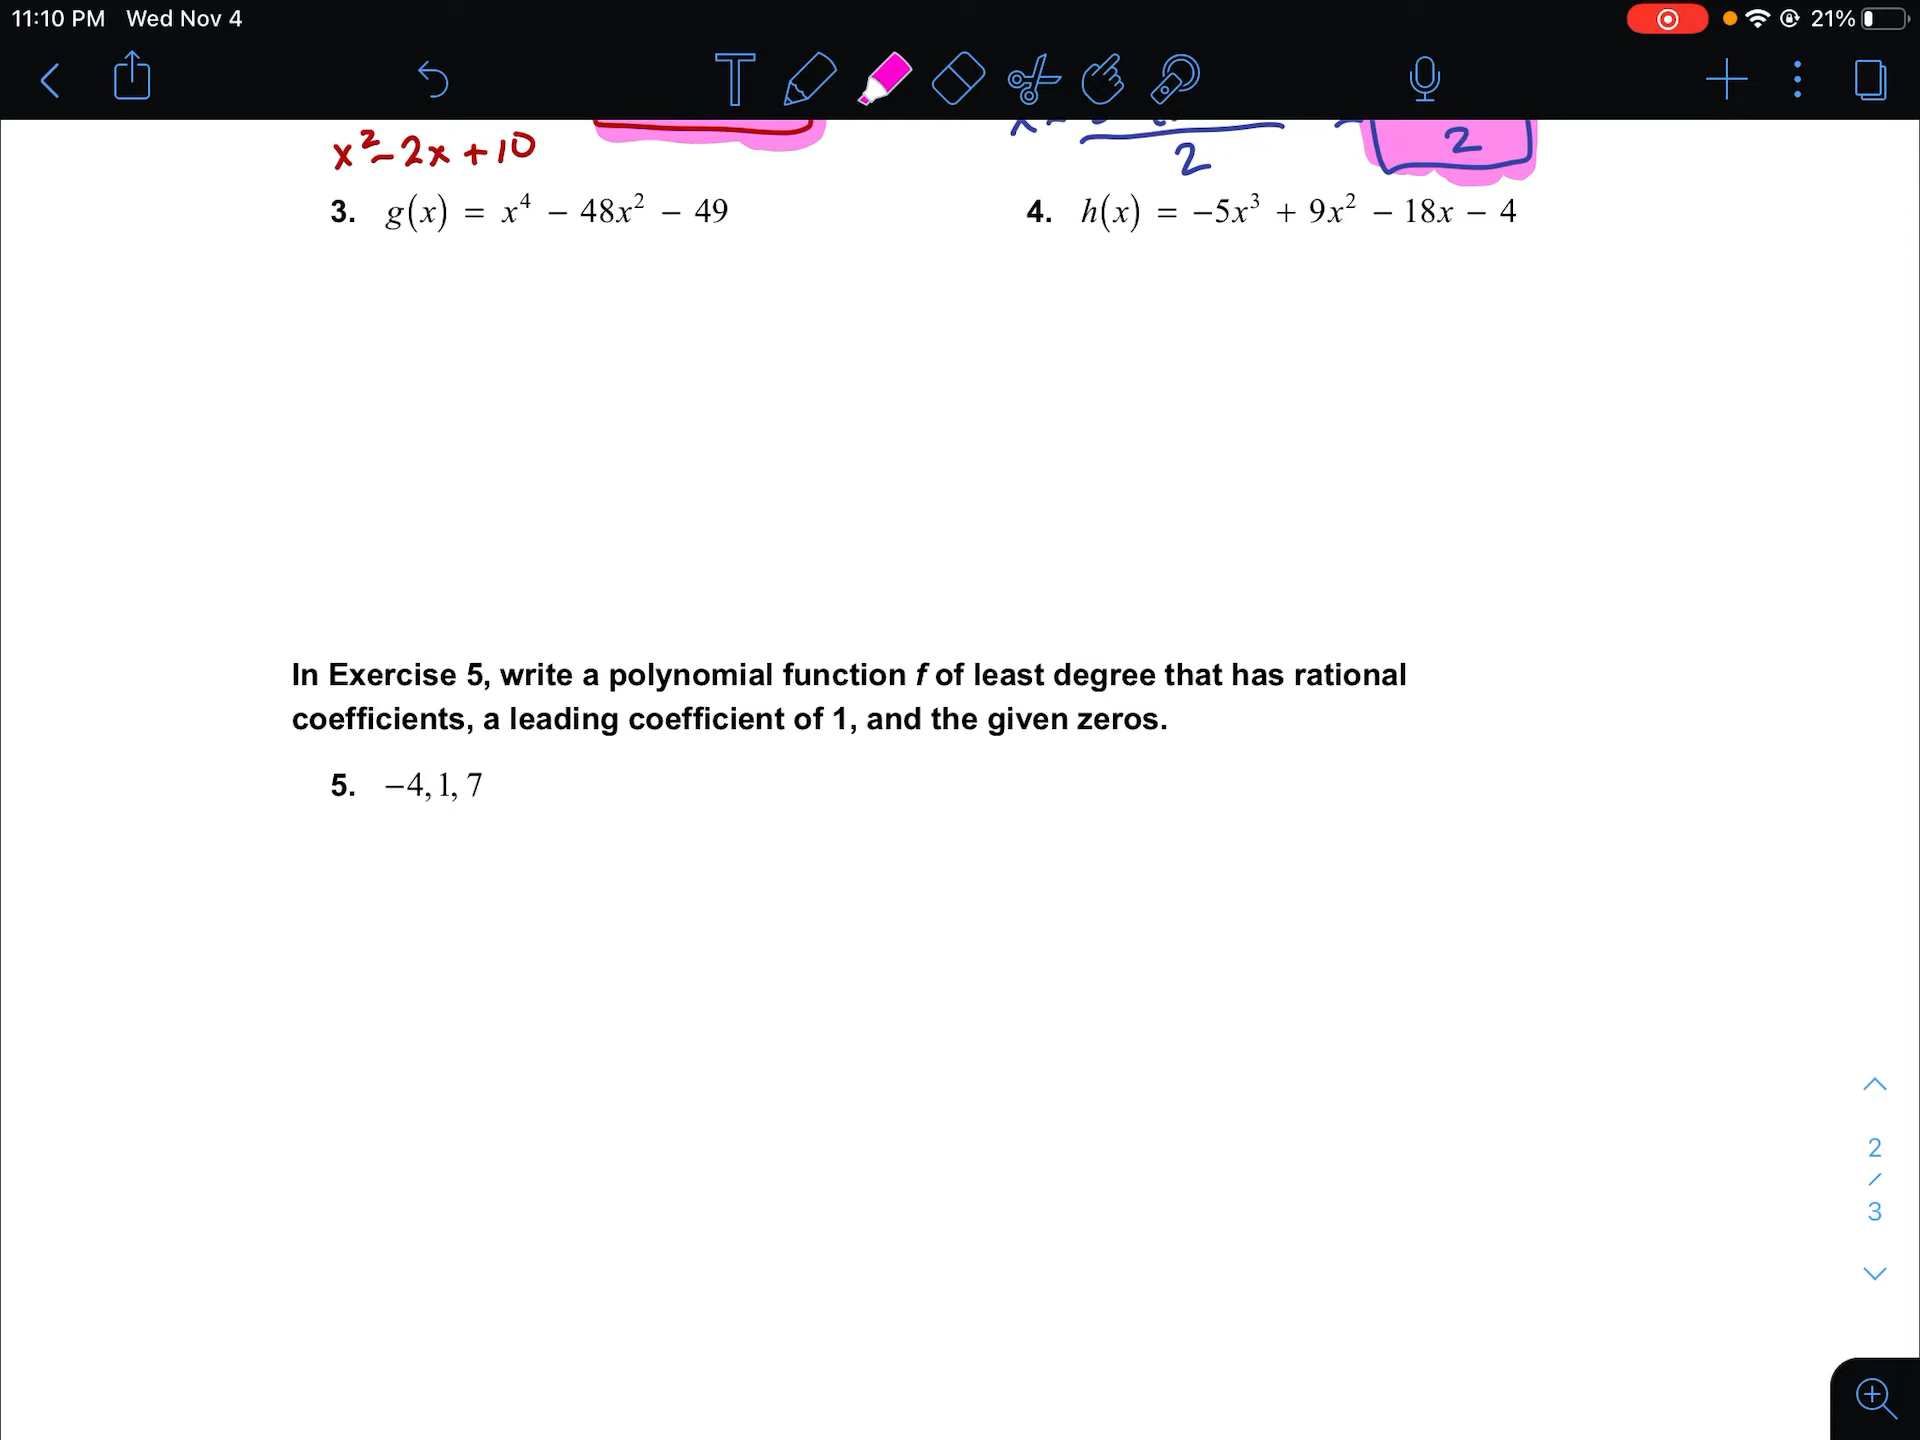 11:10 PM Wed Nov 4 21%
x² - 2x + 10
2
2
3. g(x) = x⁴ − 48x² − 49
4. h(x) = −5x³ + 9x² − 18x − 4
In Exercise 5, write a polynomial function f of least degree that has rational
coefficients, a leading coefficient of 1, and the given zeros.
5. −4, 1, 7
2
/
3